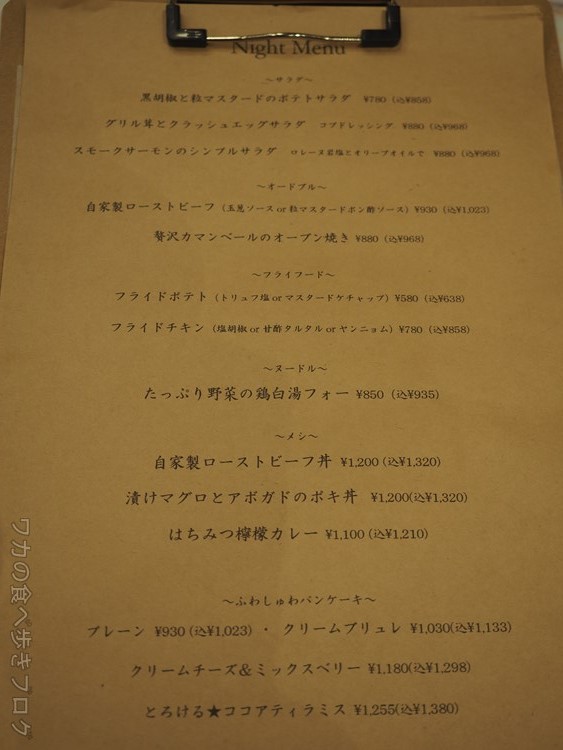 Night Menu
～サラダ～
黒胡椒と粒マスタードのポテトサラダ ¥780 (込¥858)
グリル茸とクラッシュエッグサラダ コブドレッシング ¥880 (込¥968)
スモークサーモンのシンプルサラダ ロレーヌ岩塩とオリーブオイルで ¥880 (込¥968)
～オードブル～
自家製ローストビーフ (玉葱ソース or 粒マスタードポン酢ソース) ¥930 (込¥1,023)
贅沢カマンベールのオーブン焼き ¥880 (込¥968)
～フライフード～
フライドポテト (トリュフ塩 or マスタードケチャップ) ¥580 (込¥638)
フライドチキン (塩胡椒 or 甘酢タルタル or ヤンニョム) ¥780 (込¥858)
～ヌードル～
たっぷり野菜の鶏白湯フォー ¥850 (込¥935)
～メシ～
自家製ローストビーフ丼 ¥1,200 (込¥1,320)
漬けマグロとアボガドのポキ丼 ¥1,200(込¥1,320)
はちみつ檸檬カレー ¥1,100 (込¥1,210)
～ふわしゅわパンケーキ～
プレーン ¥930 (込¥1,023) ・ クリームブリュレ ¥1,030(込¥1,133)
クリームチーズ&ミックスベリー ¥1,180(込¥1,298)
とろける★ココアティラミス ¥1,255(込¥1,380)
ワカの食べ歩きブログ